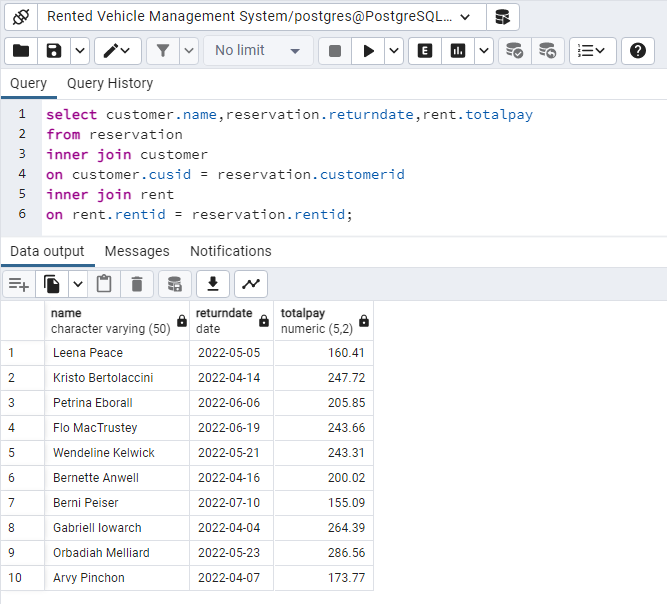 Rented Vehicle Management System/postgres@PostgreSQL...
No limit
E
Query Query History
1 select customer.name,reservation.returndate,rent.totalpay
2 from reservation
3 inner join customer
4 on customer.cusid = reservation.customerid
5 inner join rent
6 on rent.rentid = reservation.rentid;
Data output Messages Notifications
name returndate totalpay
character varying (50) date numeric (5,2)
1 Leena Peace 2022-05-05 160.41
2 Kristo Bertolaccini 2022-04-14 247.72
3 Petrina Eborall 2022-06-06 205.85
4 Flo MacTrustey 2022-06-19 243.66
5 Wendeline Kelwick 2022-05-21 243.31
6 Bernette Anwell 2022-04-16 200.02
7 Berni Peiser 2022-07-10 155.09
8 Gabriell Iowarch 2022-04-04 264.39
9 Orbadiah Melliard 2022-05-23 286.56
10 Arvy Pinchon 2022-04-07 173.77